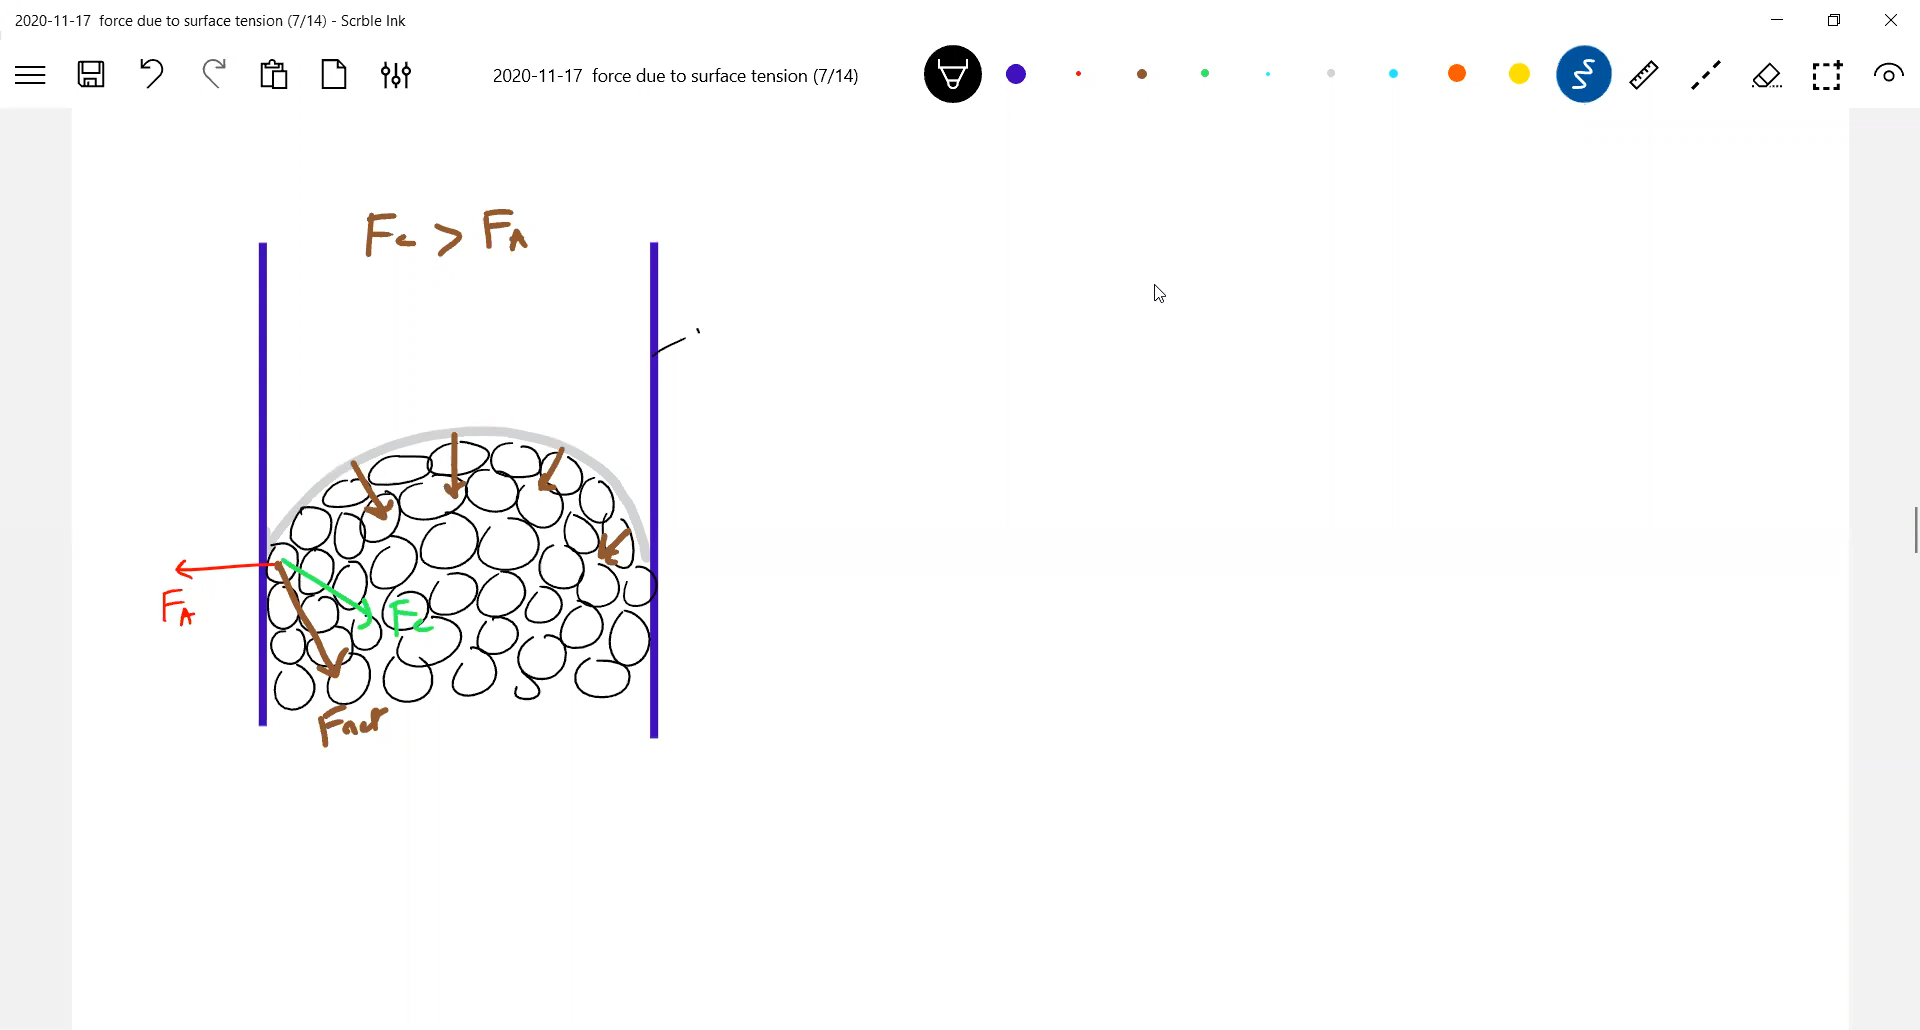 2020-11-17 force due to surface tension (7/14) - Scrble Ink
2020-11-17 force due to surface tension (7/14)
Fc > FA
FA
Fc
Fnet